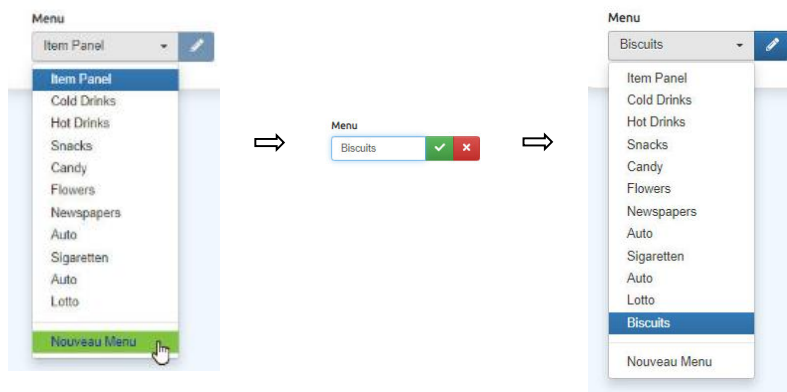 Menu
Item Panel
Item Panel
Cold Drinks
Hot Drinks
Snacks
Candy
Flowers
Newspapers
Auto
Sigaretten
Auto
Lotto
Nouveau Menu
Menu
Biscuits
Menu
Biscuits
Item Panel
Cold Drinks
Hot Drinks
Snacks
Candy
Flowers
Newspapers
Auto
Sigaretten
Auto
Lotto
Biscuits
Nouveau Menu